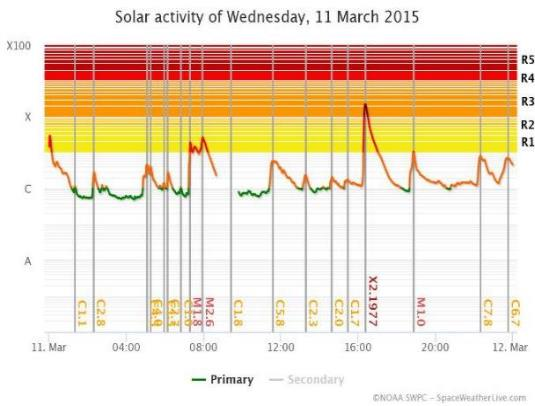 Solar activity of Wednesday, 11 March 2015
X100
R5
R4
R3
X
R2
R1
C
A
C1.1
C2.8
M1.8
M2.6
C1.8
C5.8
C2.3
C2.0
C1.7
X2.1977
M1.0
C7.8
C6.7
11. Mar
04:00
08:00
12:00
16:00
20:00
12. Mar
Primary
Secondary
©NOAA SWPC – SpaceWeatherLive.com